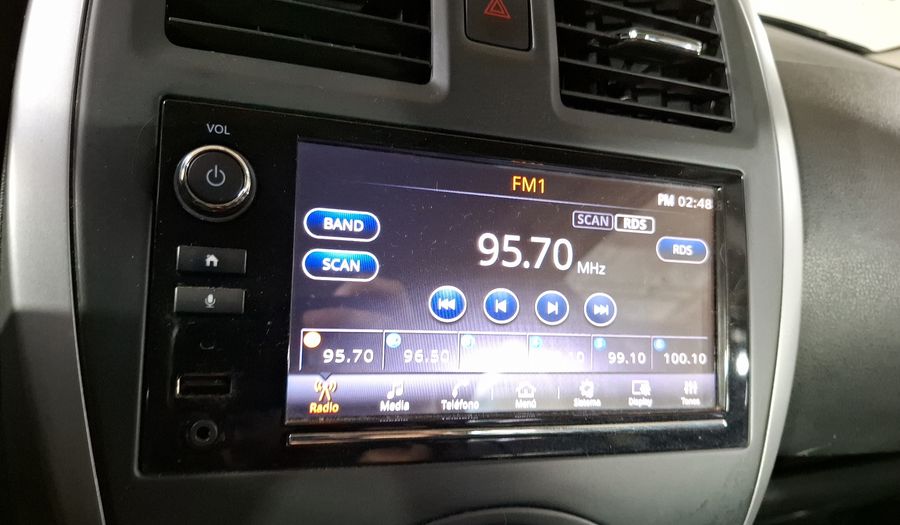 VOL
FM1
PM 02:48
BAND
SCAN RDS
95.70 MHz
RDS
SCAN
95.70 96.50 99.10 100.10
Radio Media Teléfono Menú Sistema Display Tonos